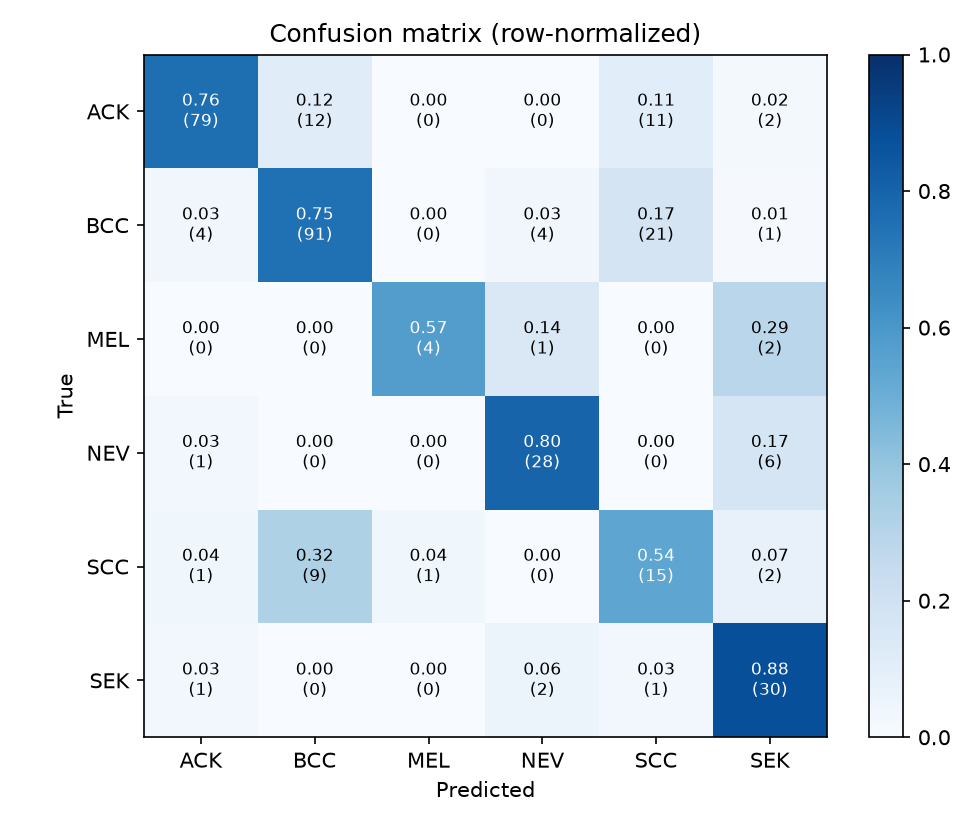 Confusion matrix (row-normalized)
ACK 0.76 0.12 0.00 0.00 0.11 0.02
(79) (12) (0) (0) (11) (2)
BCC 0.03 0.75 0.00 0.03 0.17 0.01
(4) (91) (0) (4) (21) (1)
MEL 0.00 0.00 0.57 0.14 0.00 0.29
(0) (0) (4) (1) (0) (2)
NEV 0.03 0.00 0.00 0.80 0.00 0.17
(1) (0) (0) (28) (0) (6)
SCC 0.04 0.32 0.04 0.00 0.54 0.07
(1) (9) (1) (0) (15) (2)
SEK 0.03 0.00 0.00 0.06 0.03 0.88
(1) (0) (0) (2) (1) (30)
ACK BCC MEL NEV SCC SEK
Predicted
True
1.0
0.8
0.6
0.4
0.2
0.0